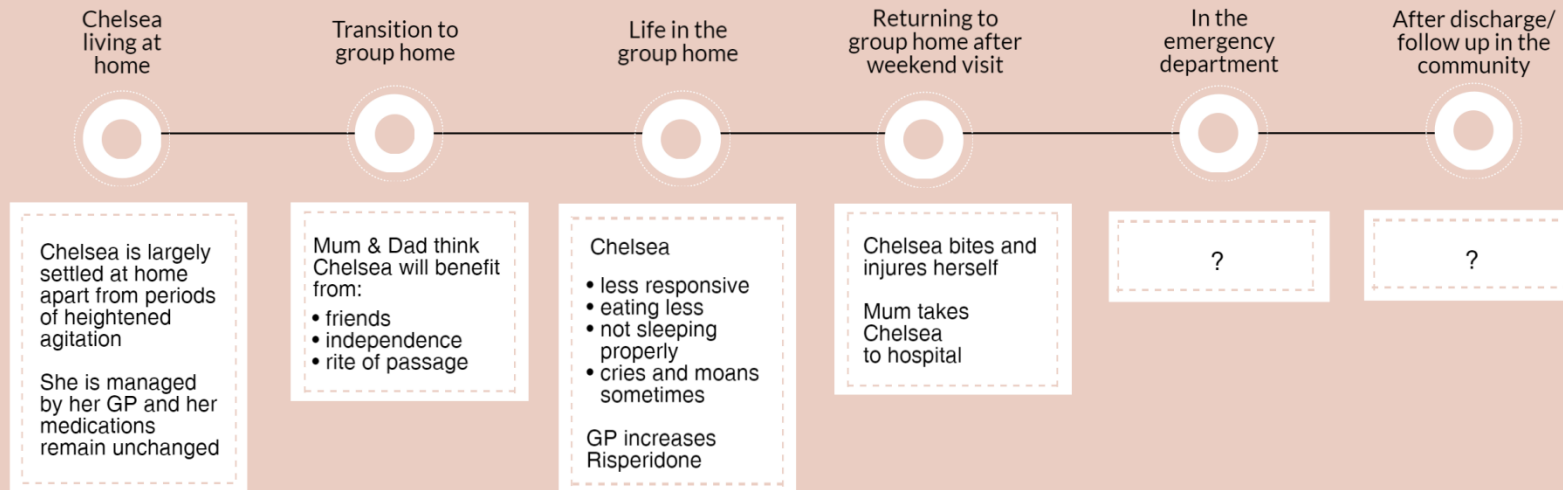 Chelsea
living at
home
Transition to
group home
Life in the
group home
Returning to
group home after
weekend visit
In the
emergency
department
After discharge/
follow up in the
community
Chelsea is largely
settled at home
apart from periods
of heightened
agitation
She is managed
by her GP and her
medications
remain unchanged
Mum & Dad think
Chelsea will benefit
from:
• friends
• independence
• rite of passage
Chelsea
• less responsive
• eating less
• not sleeping
properly
• cries and moans
sometimes
GP increases
Risperidone
Chelsea bites and
injures herself
Mum takes
Chelsea
to hospital
?
?